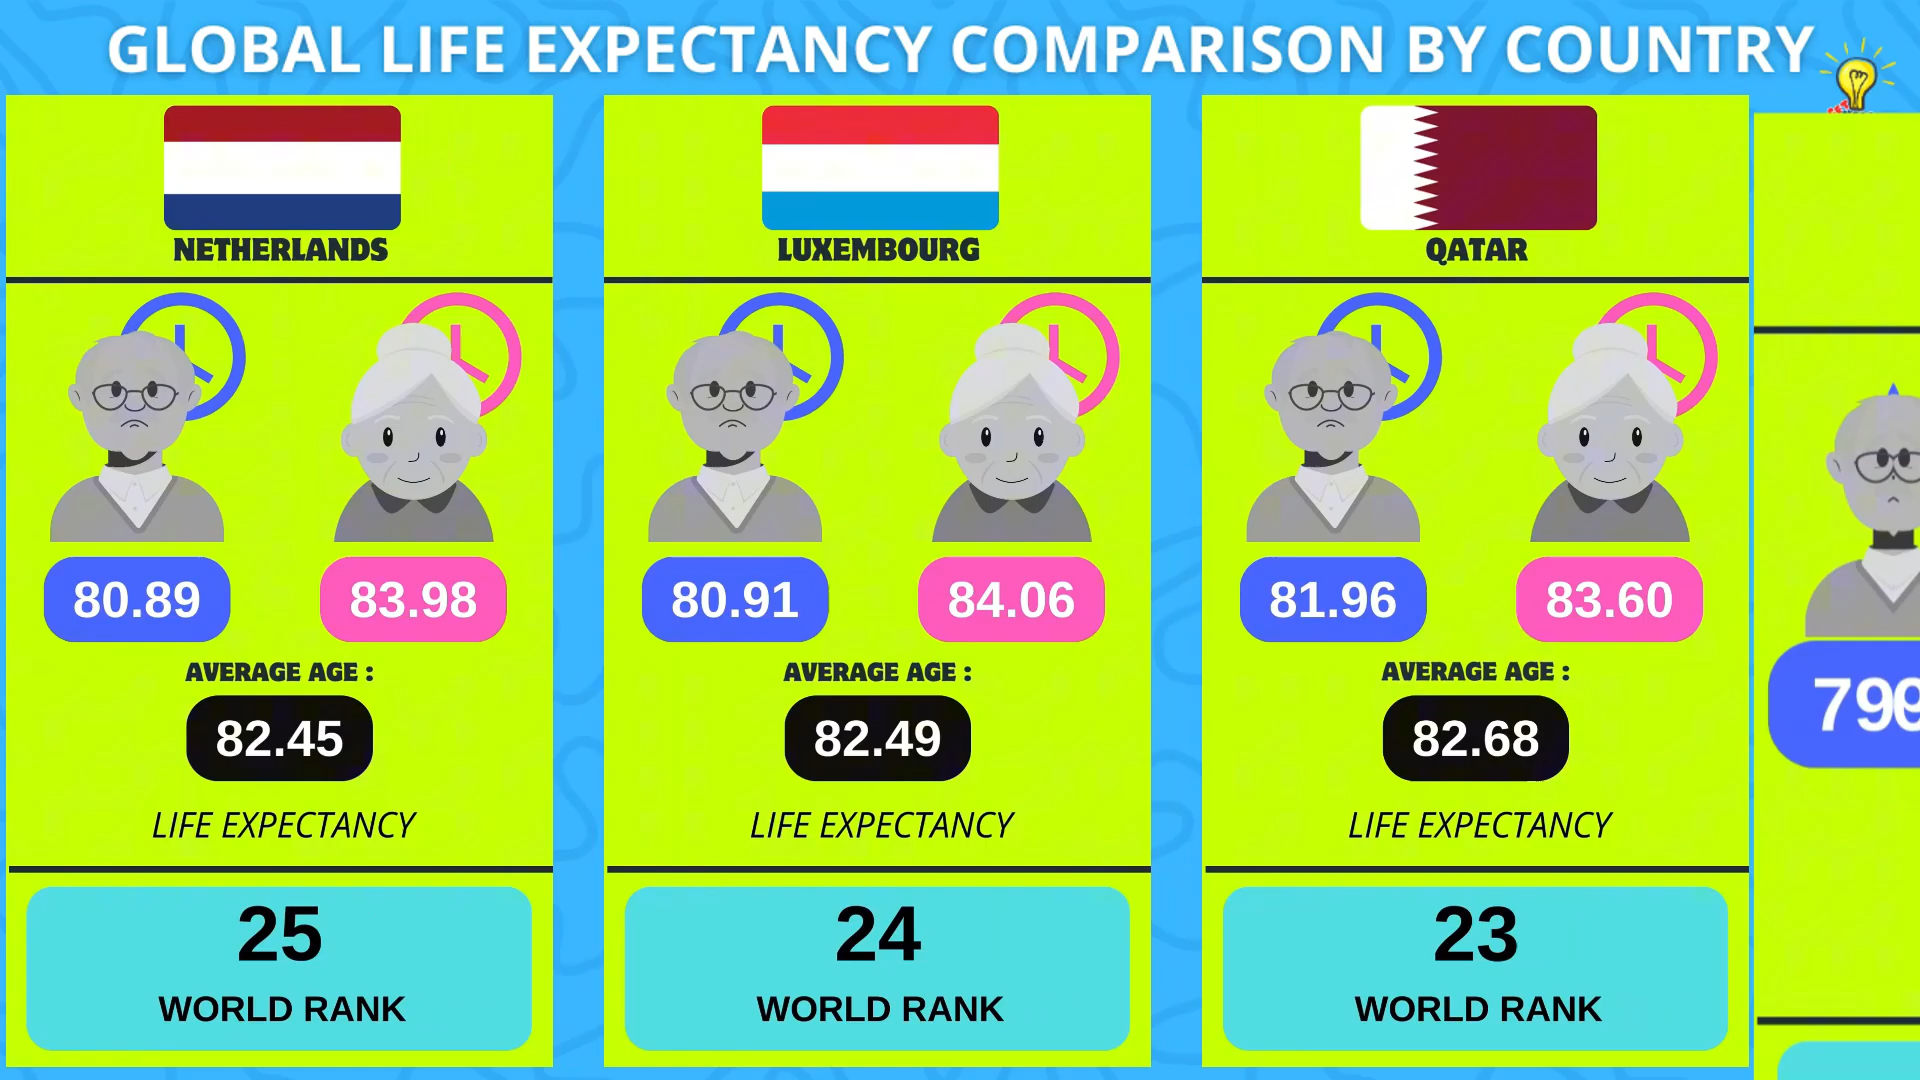 GLOBAL LIFE EXPECTANCY COMPARISON BY COUNTRY
NETHERLANDS
80.89
83.98
AVERAGE AGE :
82.45
LIFE EXPECTANCY
25
WORLD RANK
LUXEMBOURG
80.91
84.06
AVERAGE AGE :
82.49
LIFE EXPECTANCY
24
WORLD RANK
QATAR
81.96
83.60
AVERAGE AGE :
82.68
LIFE EXPECTANCY
23
WORLD RANK